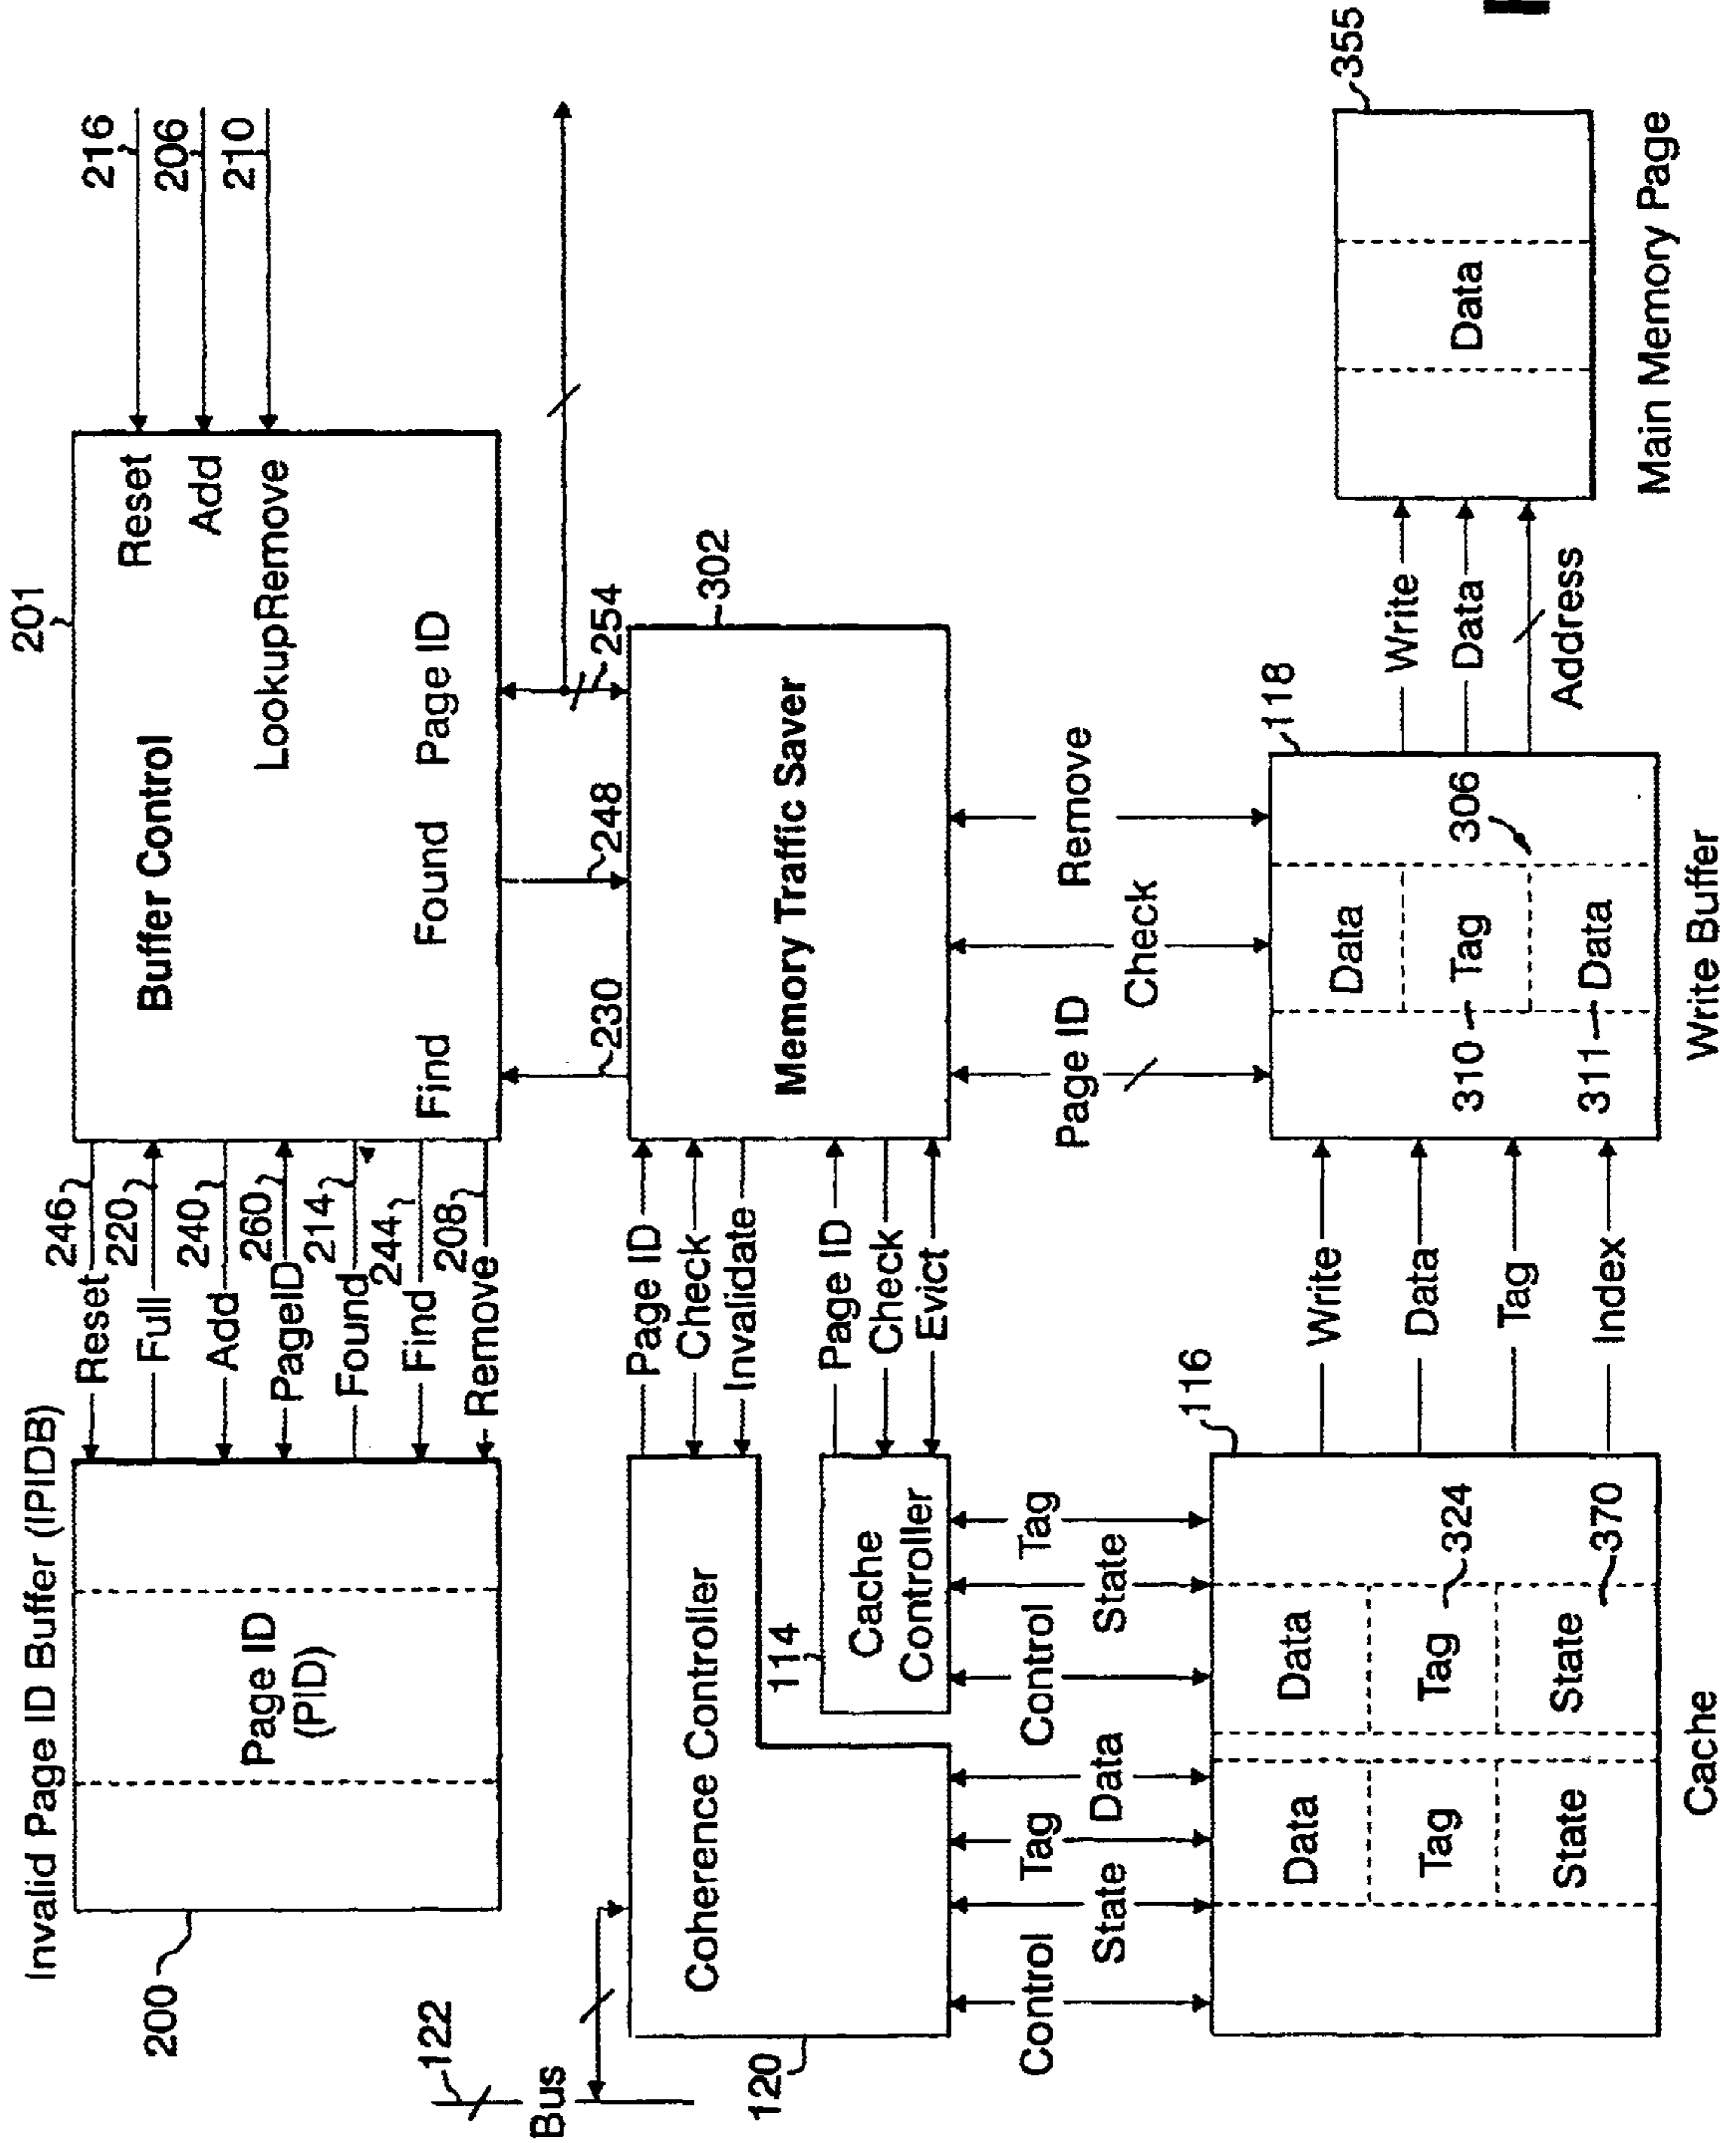 Invalid Page ID Buffer (IPIDB)
200
Page ID
(PID)
246
Reset
220
Full
240
Add
260
PageID
214
Found
244
Find
208
Remove
201
Buffer Control
Reset
Add
LookupRemove
Find
Found
Page ID
216
206
210
230
248
254
122
Bus
120
Coherence Controller
114
Cache
Controller
Page ID
Check
Invalidate
Page ID
Check
Evict
Memory Traffic Saver
302
Control
State
Tag
Data
Control
State
Tag
Page ID
Check
Remove
116
Data
Tag
State
Data
Tag
State
324
370
Cache
Write
Data
Tag
Index
118
Data
310
Tag
306
311
Data
Write Buffer
Write
Data
Address
355
Data
Main Memory Page